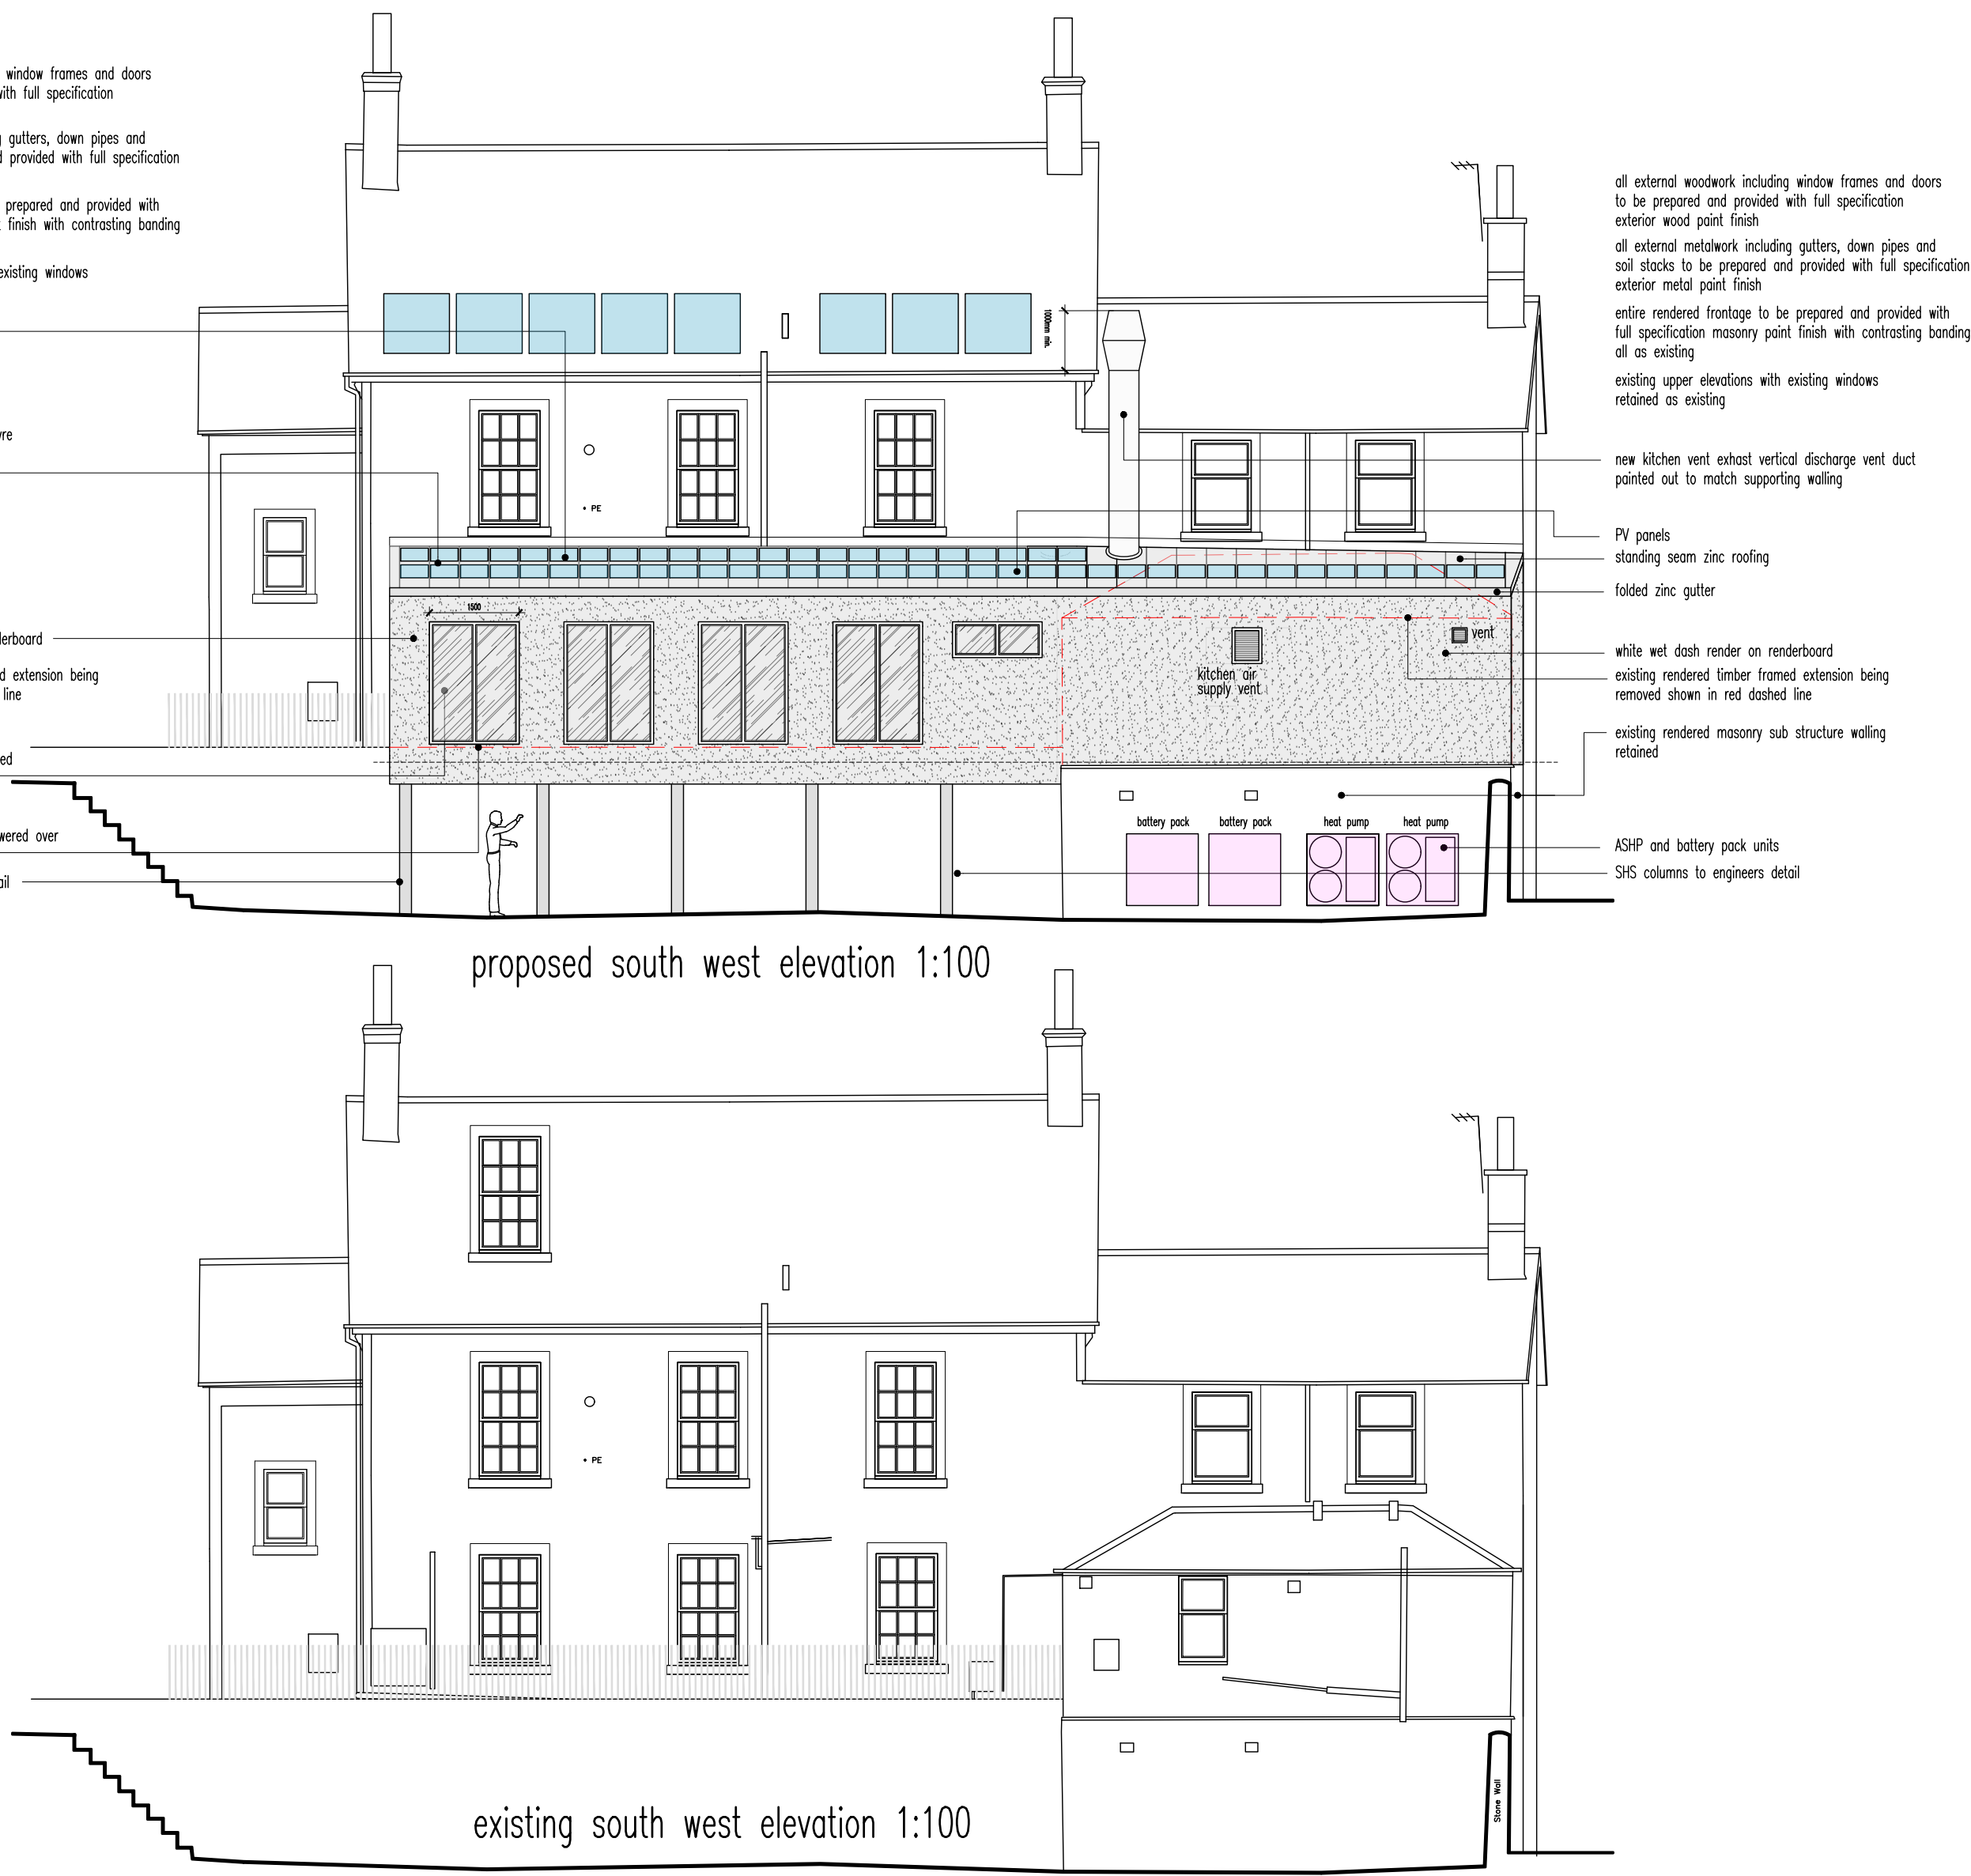 window frames and doors
with full specification
gutters, down pipes and
provided with full specification
prepared and provided with
finish with contrasting banding
existing windows
extension being
line
over
1000mm min.
PE
1500
kitchen air
supply vent
vent
battery pack
battery pack
heat pump
heat pump
all external woodwork including window frames and doors
to be prepared and provided with full specification
exterior wood paint finish
all external metalwork including gutters, down pipes and
soil stacks to be prepared and provided with full specification
exterior metal paint finish
entire rendered frontage to be prepared and provided with
full specification masonry paint finish with contrasting banding
all as existing
existing upper elevations with existing windows
retained as existing
new kitchen vent exhast vertical discharge vent duct
painted out to match supporting walling
PV panels
standing seam zinc roofing
folded zinc gutter
white wet dash render on renderboard
existing rendered timber framed extension being
removed shown in red dashed line
existing rendered masonry sub structure walling
retained
ASHP and battery pack units
SHS columns to engineers detail
proposed south west elevation 1:100
PE
Stone Wall
existing south west elevation 1:100